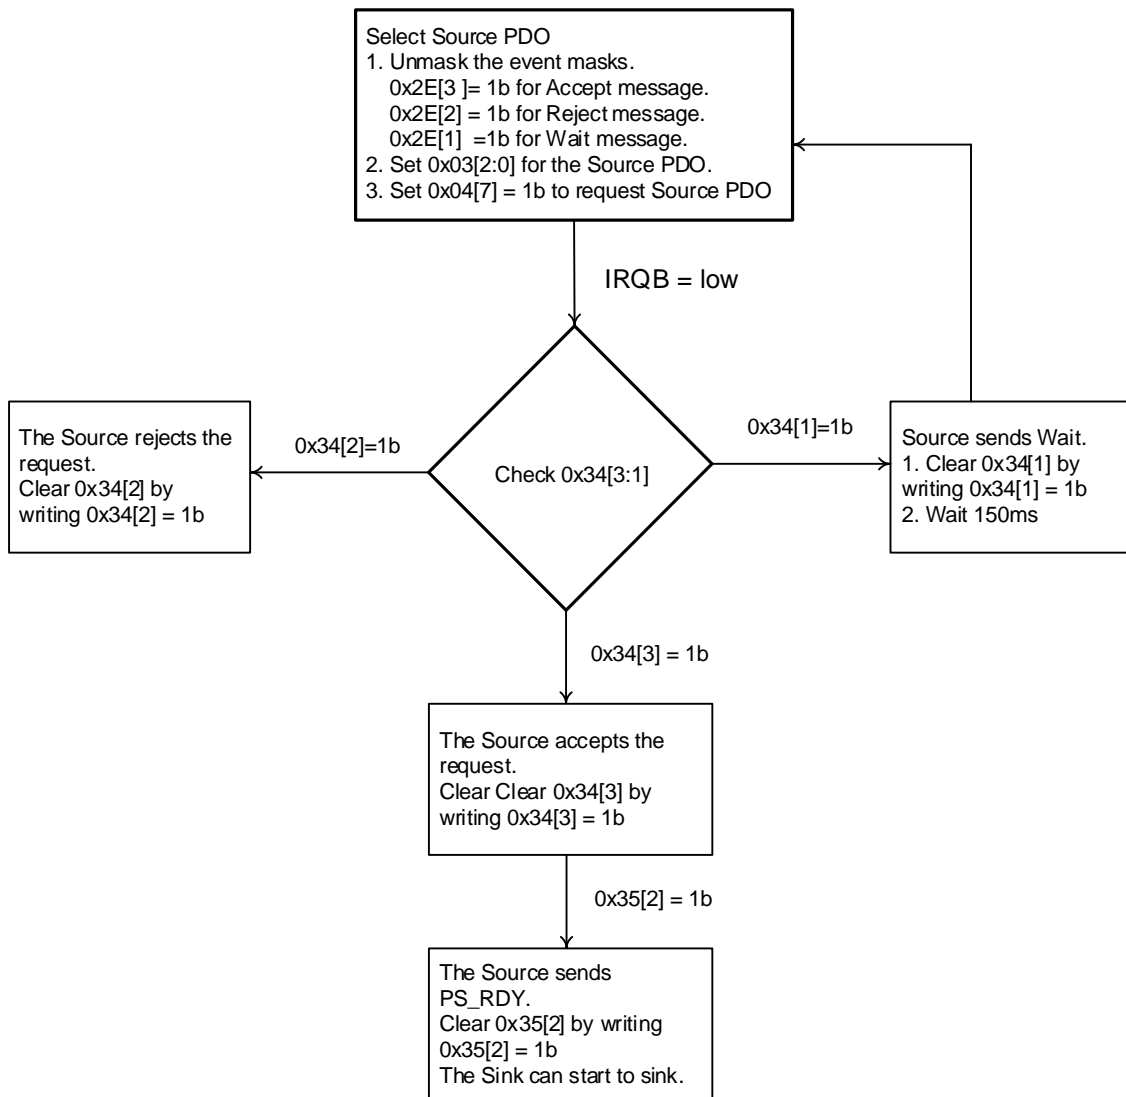 Select Source PDO
1. Unmask the event masks.
0x2E[3 ]= 1b for Accept message.
0x2E[2] = 1b for Reject message.
0x2E[1]  =1b for Wait message.
2. Set 0x03[2:0] for the Source PDO.
3. Set 0x04[7] = 1b to request Source PDO
IRQB = low
The Source rejects the
request.
Clear 0x34[2] by
writing 0x34[2] = 1b
0x34[2]=1b
Check 0x34[3:1]
0x34[1]=1b
Source sends Wait.
1. Clear 0x34[1] by
writing 0x34[1] = 1b
2. Wait 150ms
0x34[3] = 1b
The Source accepts the
request.
Clear Clear 0x34[3] by
writing 0x34[3] = 1b
0x35[2] = 1b
The Source sends
PS_RDY.
Clear 0x35[2] by writing
0x35[2] = 1b
The Sink can start to sink.